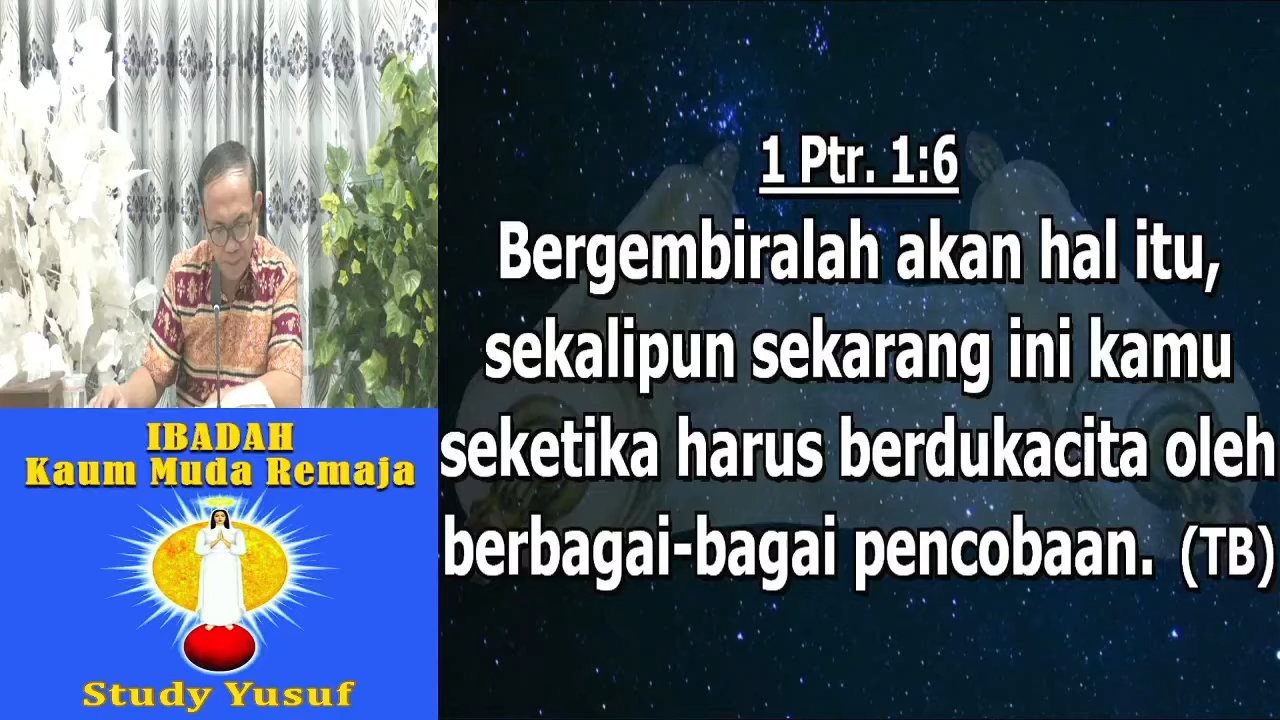 IBADAH
Kaum Muda Remaja
Study Yusuf
1 Ptr. 1:6
Bergembiralah akan hal itu,
sekalipun sekarang ini kamu
seketika harus berdukacita oleh
berbagai-bagai pencobaan. (TB)